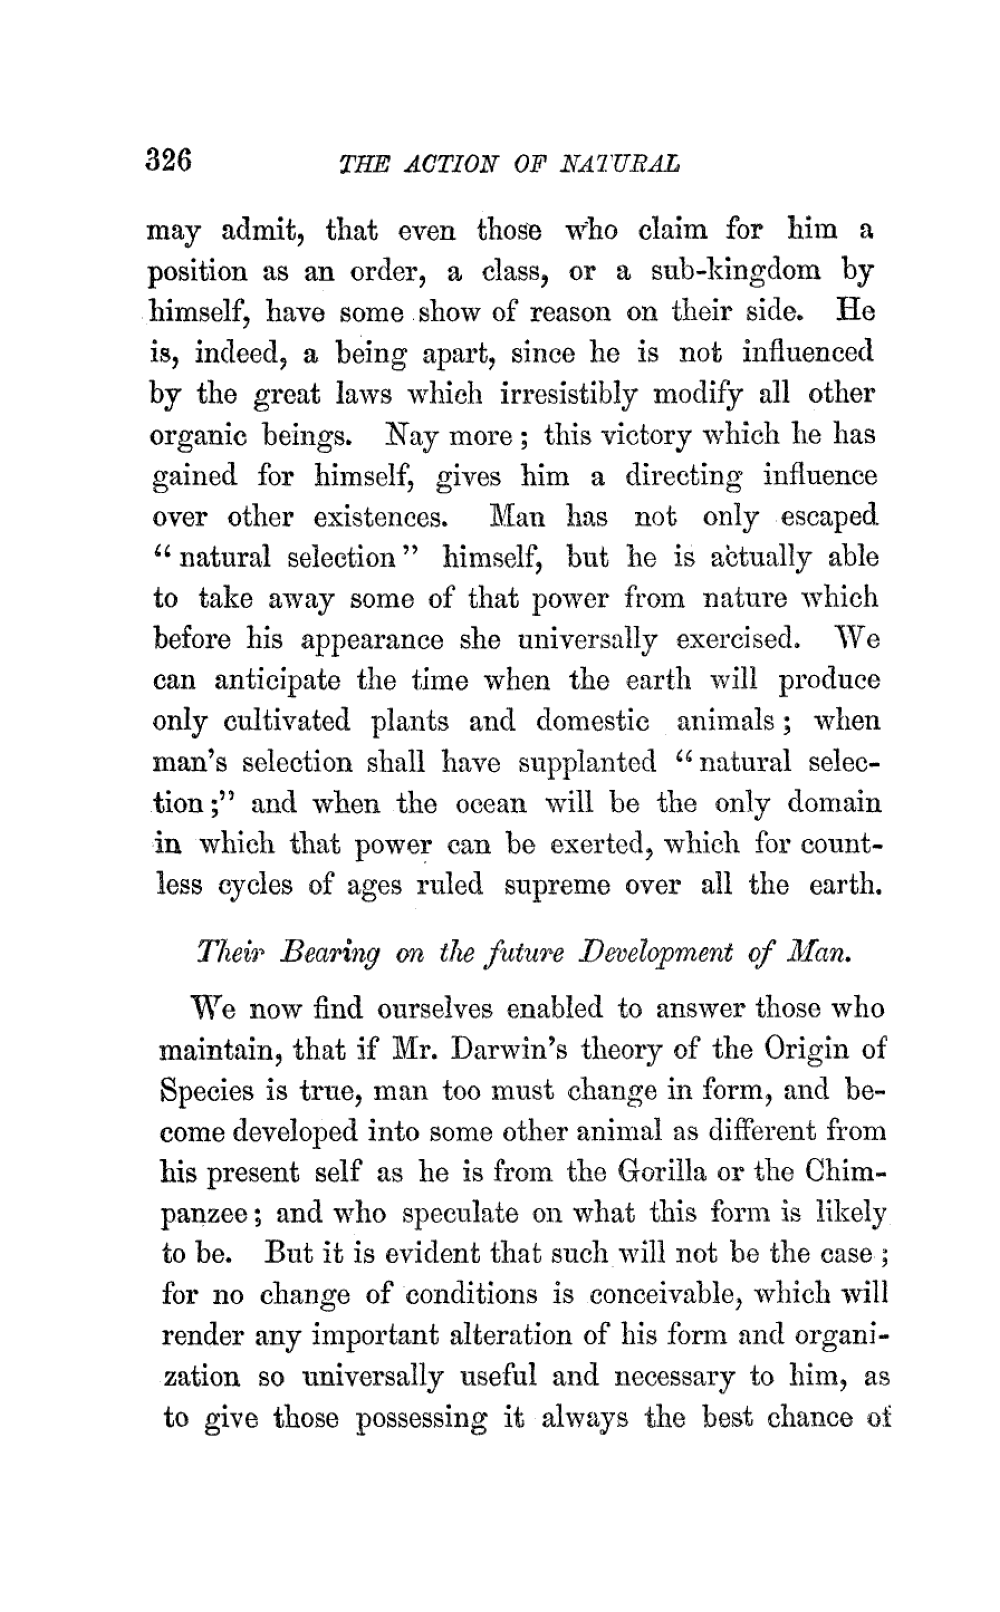 326 THE ACTION OF NATURAL
may admit, that even those who claim for him a
position as an order, a class, or a sub-kingdom by
himself, have some show of reason on their side. He
is, indeed, a being apart, since he is not influenced
by the great laws which irresistibly modify all other
organic beings. Nay more; this victory which he has
gained for himself, gives him a directing influence
over other existences. Man has not only escaped
“natural selection” himself, but he is actually able
to take away some of that power from nature which
before his appearance she universally exercised. We
can anticipate the time when the earth will produce
only cultivated plants and domestic animals; when
man’s selection shall have supplanted “natural selec-
tion;” and when the ocean will be the only domain
in which that power can be exerted, which for count-
less cycles of ages ruled supreme over all the earth.
Their Bearing on the future Development of Man.
We now find ourselves enabled to answer those who
maintain, that if Mr. Darwin’s theory of the Origin of
Species is true, man too must change in form, and be-
come developed into some other animal as different from
his present self as he is from the Gorilla or the Chim-
panzee; and who speculate on what this form is likely
to be. But it is evident that such will not be the case;
for no change of conditions is conceivable, which will
render any important alteration of his form and organi-
zation so universally useful and necessary to him, as
to give those possessing it always the best chance of